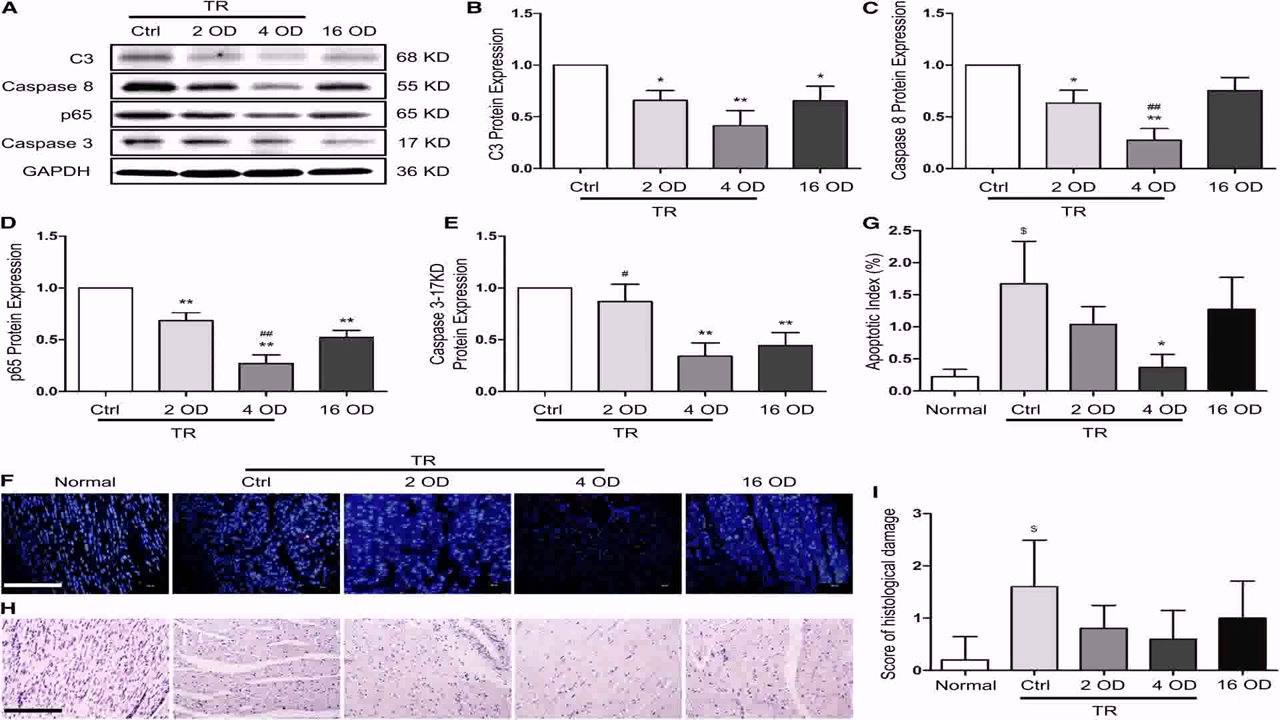 A
TR
Ctrl 2 OD 4 OD 16 OD
C3 68 KD
Caspase 8 55 KD
p65 65 KD
Caspase 3 17 KD
GAPDH 36 KD
B
C3 Protein Expression
1.5
1.0
0.5
0.0
* ** *
Ctrl 2 OD 4 OD 16 OD
TR
C
Caspase 8 Protein Expression
1.5
1.0
0.5
0.0
* ## **
Ctrl 2 OD 4 OD 16 OD
TR
D
p65 Protein Expression
1.5
1.0
0.5
0.0
** ## ** **
Ctrl 2 OD 4 OD 16 OD
TR
E
Caspase 3-17KD
Protein Expression
1.5
1.0
0.5
0.0
# ** **
Ctrl 2 OD 4 OD 16 OD
TR
G
Apoptotic Index (%)
2.5
2.0
1.5
1.0
0.5
0.0
$ *
Normal Ctrl 2 OD 4 OD 16 OD
TR
F
TR
Normal Ctrl 2 OD 4 OD 16 OD
H
I
Score of histological damage
3
2
1
0
$
Normal Ctrl 2 OD 4 OD 16 OD
TR